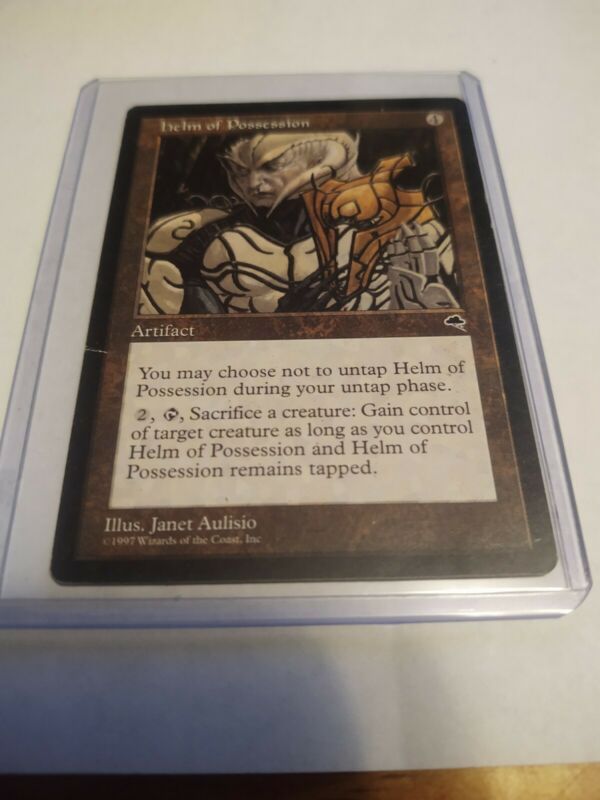 Helm of Possession 4
Artifact
You may choose not to untap Helm of
Possession during your untap phase.
2, , Sacrifice a creature: Gain control
of target creature as long as you control
Helm of Possession and Helm of
Possession remains tapped.
Illus. Janet Aulisio
©1997 Wizards of the Coast, Inc